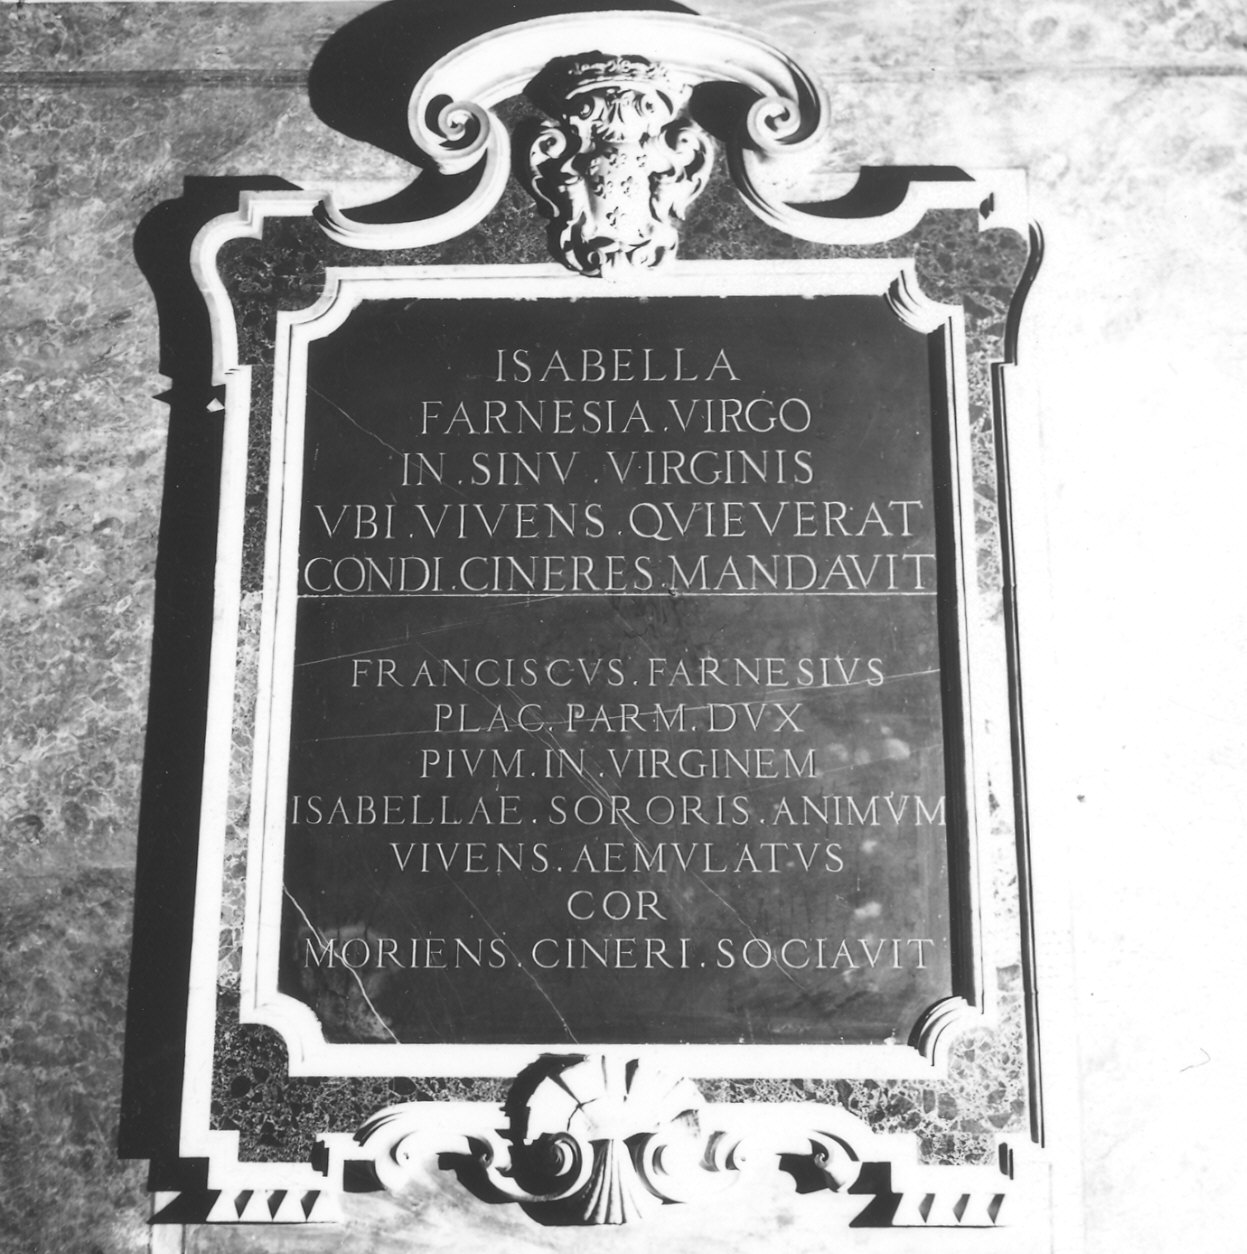 ISABELLA
FARNESIA.VIRGO
IN.SINV.VIRGINIS
VBI.VIVENS.QVIEVERAT
CONDI.CINERES.MANDAVIT
FRANCISCVS.FARNESIVS
PLAC.PARM.DVX
PIVM.IN.VIRGINEM
ISABELLAE.SORORIS.ANIMVM
VIVENS.AEMVLATVS
COR
MORIENS.CINERI.SOCIAVIT